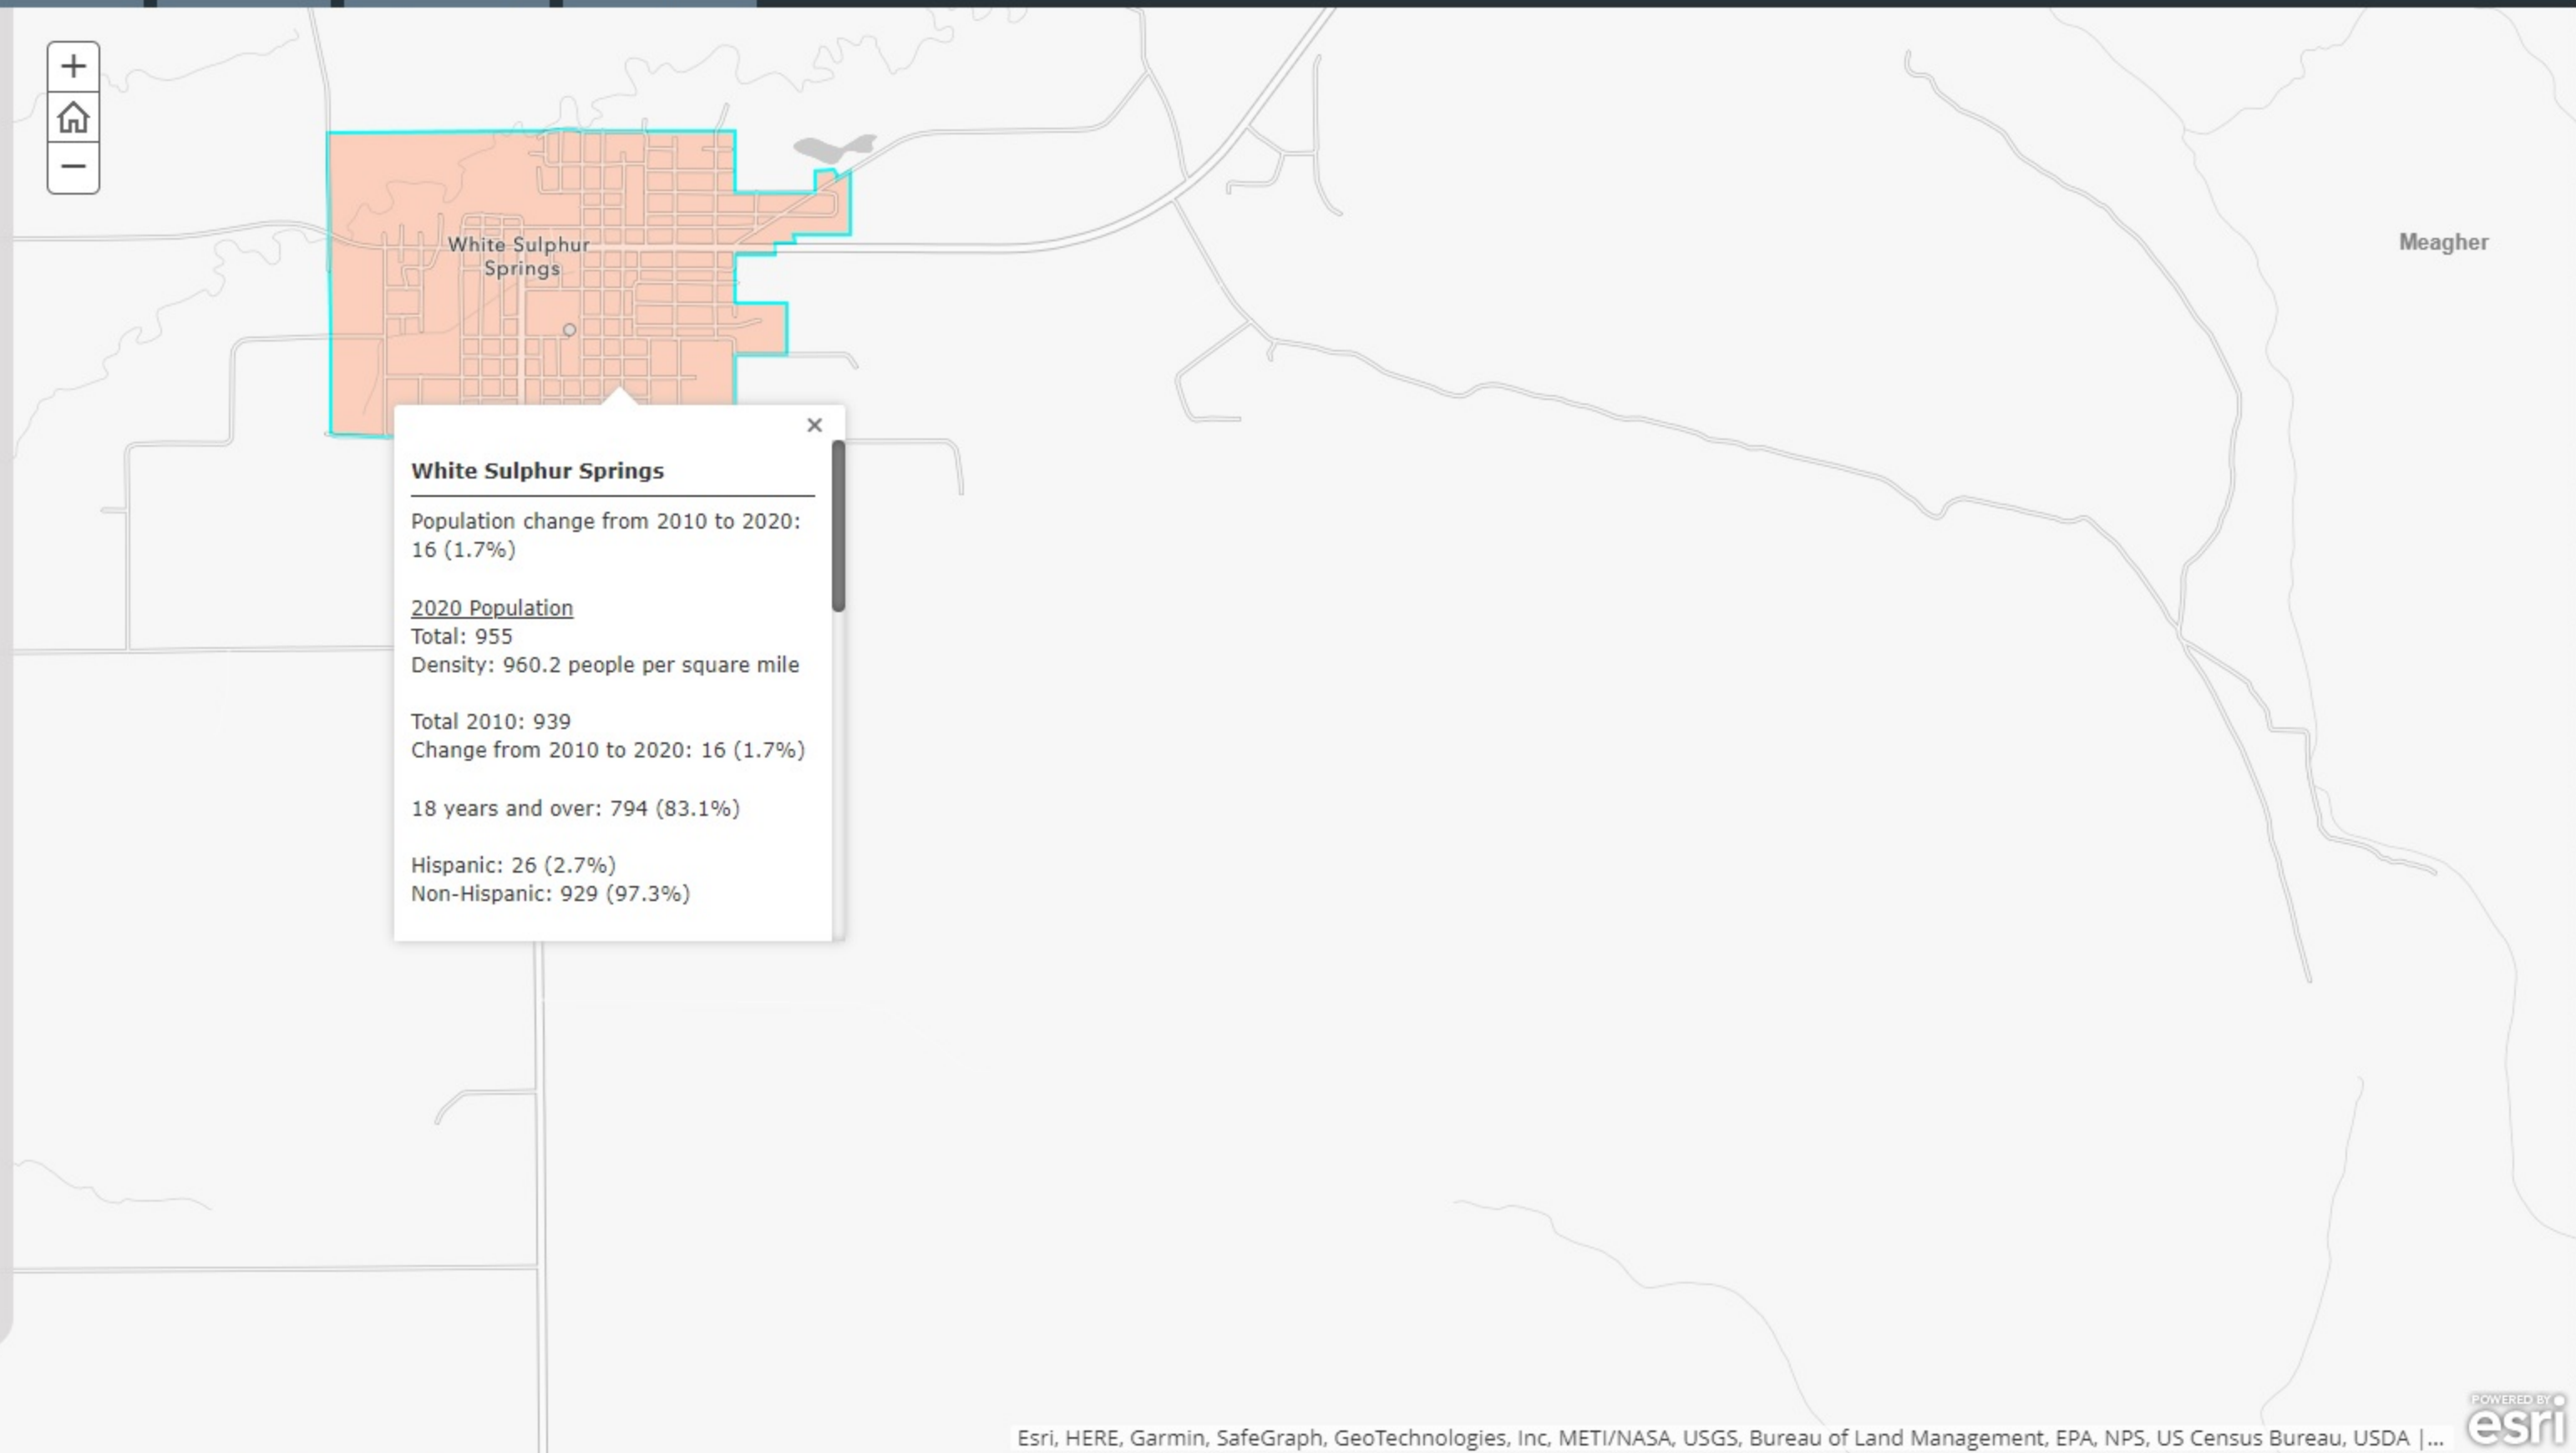 +
−
Meagher
White Sulphur
Springs
×
White Sulphur Springs
Population change from 2010 to 2020:
16 (1.7%)
2020 Population
Total: 955
Density: 960.2 people per square mile
Total 2010: 939
Change from 2010 to 2020: 16 (1.7%)
18 years and over: 794 (83.1%)
Hispanic: 26 (2.7%)
Non-Hispanic: 929 (97.3%)
POWERED BY
esri
Esri, HERE, Garmin, SafeGraph, GeoTechnologies, Inc, METI/NASA, USGS, Bureau of Land Management, EPA, NPS, US Census Bureau, USDA |...